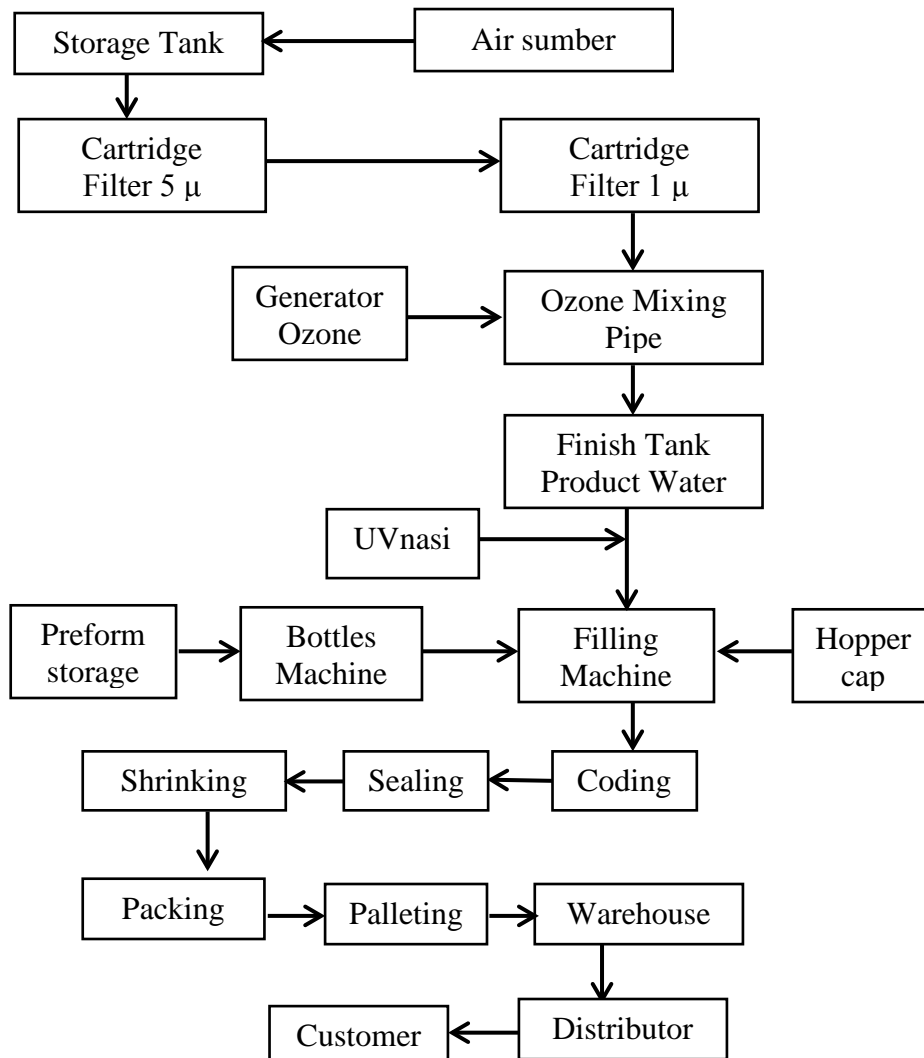 Storage Tank
Air sumber
Cartridge
Filter 5 μ
Cartridge
Filter 1 μ
Generator
Ozone
Ozone Mixing
Pipe
Finish Tank
Product Water
UVnasi
Preform
storage
Bottles
Machine
Filling
Machine
Hopper
cap
Shrinking
Sealing
Coding
Packing
Palleting
Warehouse
Customer
Distributor